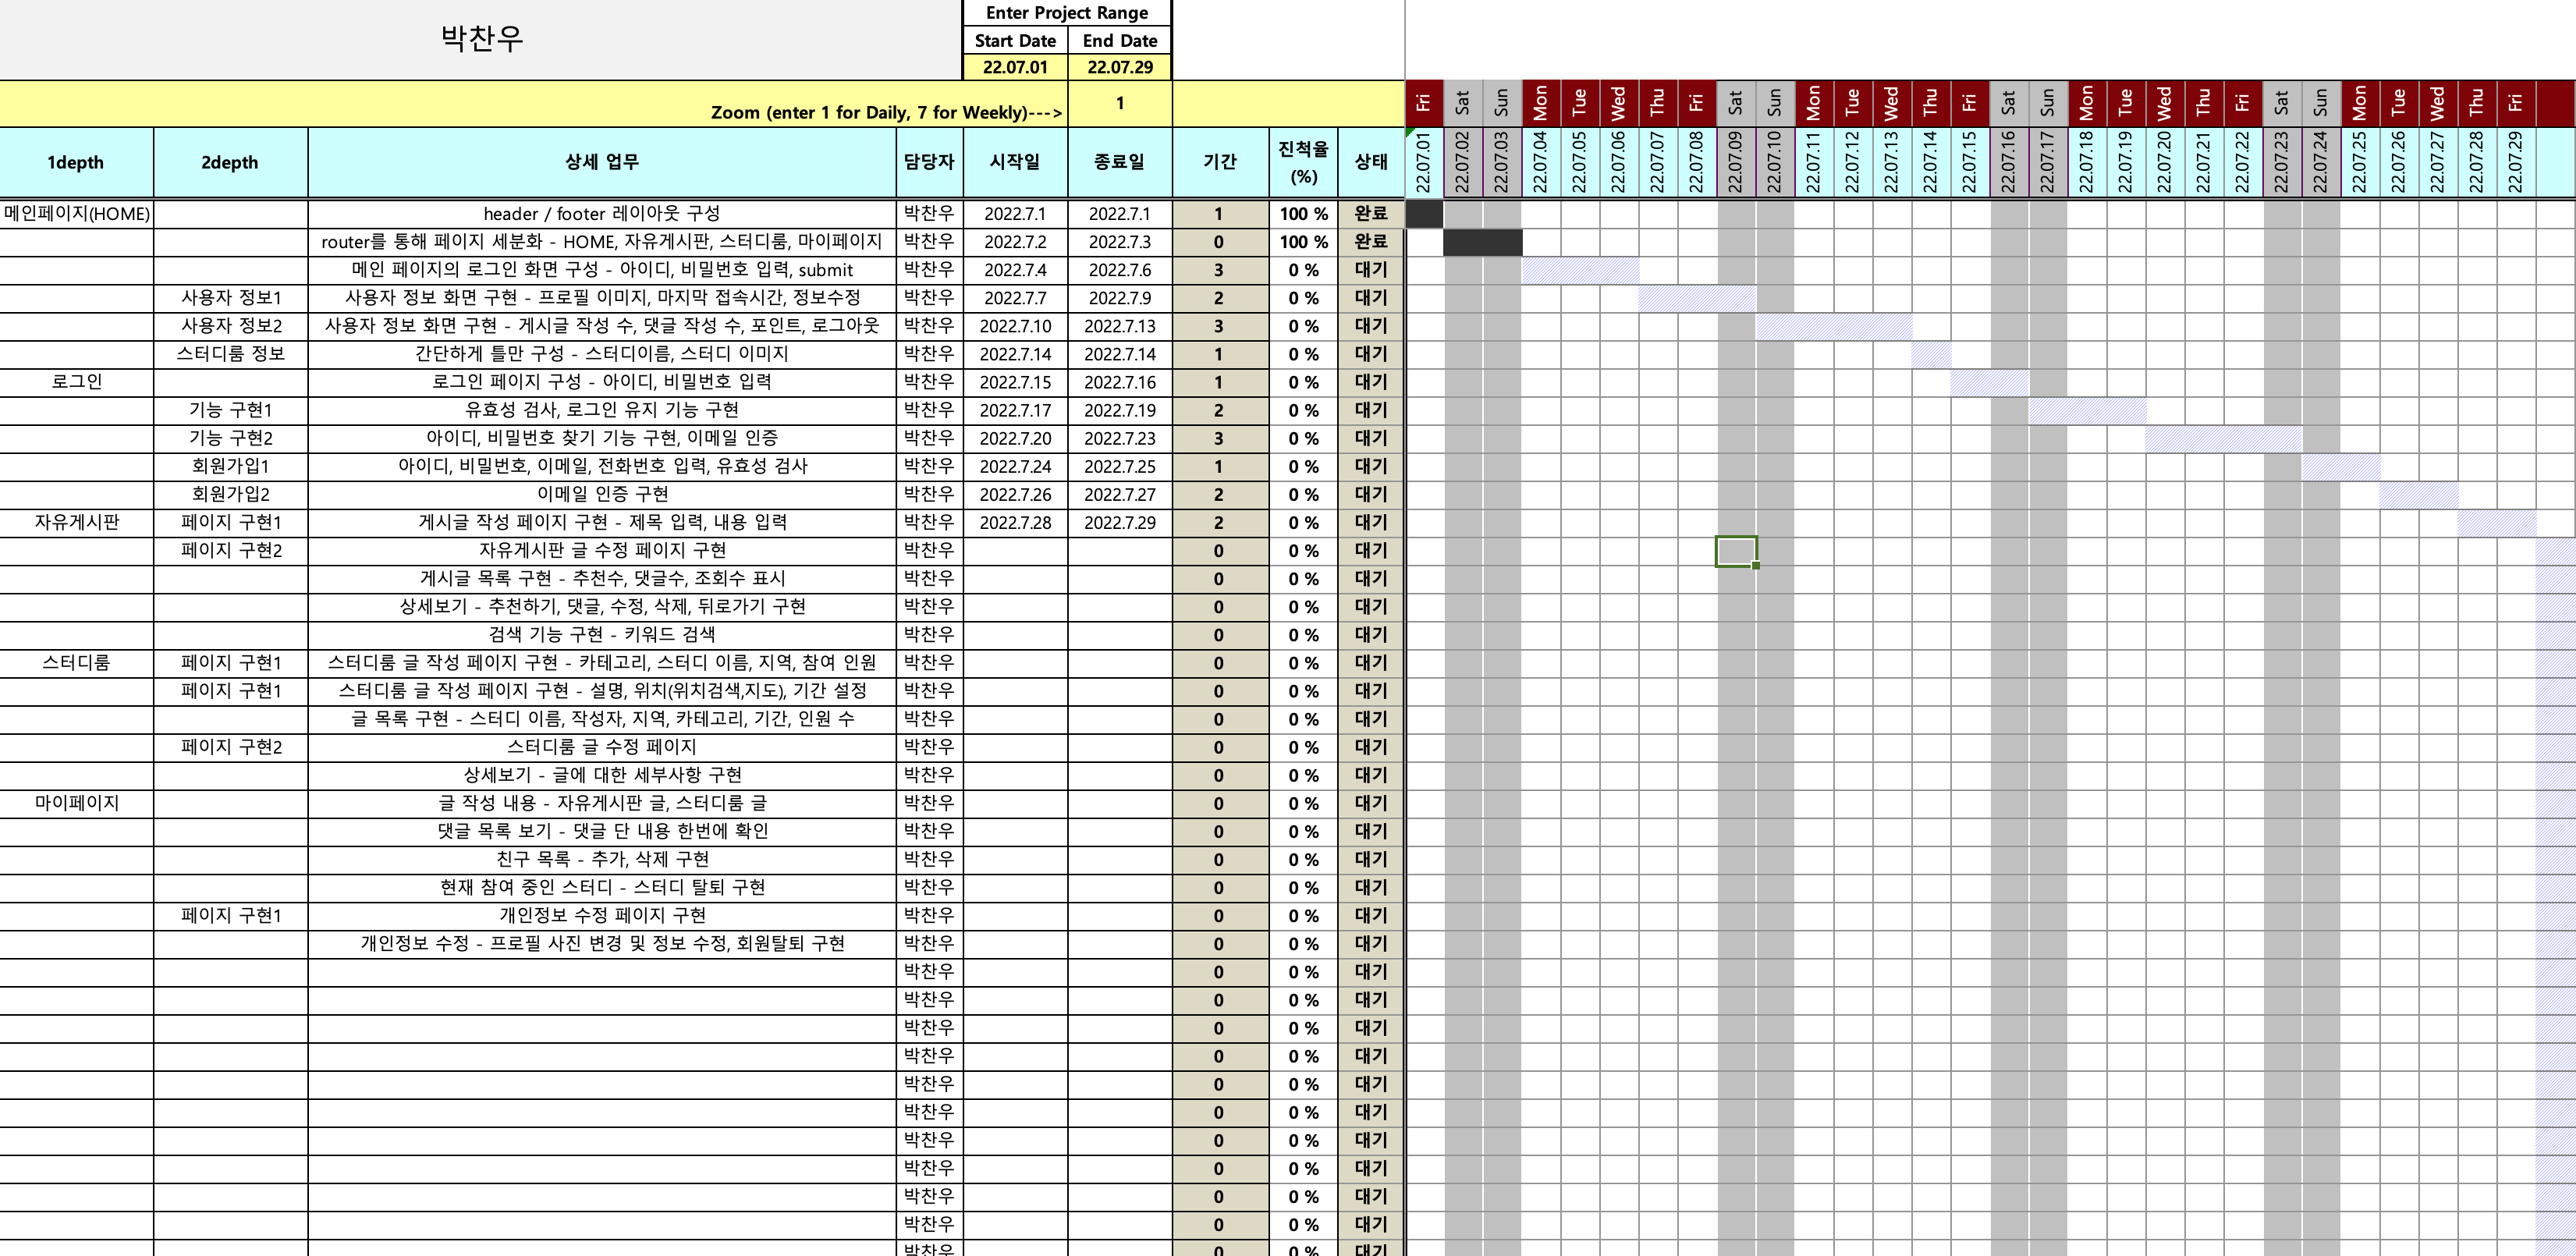 박찬우
Enter Project Range
Start Date End Date
22.07.01 22.07.29
Zoom (enter 1 for Daily, 7 for Weekly)---> 1
Fri Sat Sun Mon Tue Wed Thu Fri Sat Sun Mon Tue Wed Thu Fri Sat Sun Mon Tue Wed Thu Fri Sat Sun Mon Tue Wed Thu Fri
1depth 2depth 상세 업무 담당자 시작일 종료일 기간 진척율 (%) 상태 22.07.01 22.07.02 22.07.03 22.07.04 22.07.05 22.07.06 22.07.07 22.07.08 22.07.09 22.07.10 22.07.11 22.07.12 22.07.13 22.07.14 22.07.15 22.07.16 22.07.17 22.07.18 22.07.19 22.07.20 22.07.21 22.07.22 22.07.23 22.07.24 22.07.25 22.07.26 22.07.27 22.07.28 22.07.29
메인페이지(HOME) header / footer 레이아웃 구성 박찬우 2022.7.1 2022.7.1 1 100 % 완료
router를 통해 페이지 세분화 - HOME, 자유게시판, 스터디룸, 마이페이지 박찬우 2022.7.2 2022.7.3 0 100 % 완료
메인 페이지의 로그인 화면 구성 - 아이디, 비밀번호 입력, submit 박찬우 2022.7.4 2022.7.6 3 0 % 대기
사용자 정보1 사용자 정보 화면 구현 - 프로필 이미지, 마지막 접속시간, 정보수정 박찬우 2022.7.7 2022.7.9 2 0 % 대기
사용자 정보2 사용자 정보 화면 구현 - 게시글 작성 수, 댓글 작성 수, 포인트, 로그아웃 박찬우 2022.7.10 2022.7.13 3 0 % 대기
스터디룸 정보 간단하게 틀만 구성 - 스터디이름, 스터디 이미지 박찬우 2022.7.14 2022.7.14 1 0 % 대기
로그인 로그인 페이지 구성 - 아이디, 비밀번호 입력 박찬우 2022.7.15 2022.7.16 1 0 % 대기
기능 구현1 유효성 검사, 로그인 유지 기능 구현 박찬우 2022.7.17 2022.7.19 2 0 % 대기
기능 구현2 아이디, 비밀번호 찾기 기능 구현, 이메일 인증 박찬우 2022.7.20 2022.7.23 3 0 % 대기
회원가입1 아이디, 비밀번호, 이메일, 전화번호 입력, 유효성 검사 박찬우 2022.7.24 2022.7.25 1 0 % 대기
회원가입2 이메일 인증 구현 박찬우 2022.7.26 2022.7.27 2 0 % 대기
자유게시판 페이지 구현1 게시글 작성 페이지 구현 - 제목 입력, 내용 입력 박찬우 2022.7.28 2022.7.29 2 0 % 대기
페이지 구현2 자유게시판 글 수정 페이지 구현 박찬우 0 0 % 대기
게시글 목록 구현 - 추천수, 댓글수, 조회수 표시 박찬우 0 0 % 대기
상세보기 - 추천하기, 댓글, 수정, 삭제, 뒤로가기 구현 박찬우 0 0 % 대기
검색 기능 구현 - 키워드 검색 박찬우 0 0 % 대기
스터디룸 페이지 구현1 스터디룸 글 작성 페이지 구현 - 카테고리, 스터디 이름, 지역, 참여 인원 박찬우 0 0 % 대기
페이지 구현1 스터디룸 글 작성 페이지 구현 - 설명, 위치(위치검색,지도), 기간 설정 박찬우 0 0 % 대기
글 목록 구현 - 스터디 이름, 작성자, 지역, 카테고리, 기간, 인원 수 박찬우 0 0 % 대기
페이지 구현2 스터디룸 글 수정 페이지 박찬우 0 0 % 대기
상세보기 - 글에 대한 세부사항 구현 박찬우 0 0 % 대기
마이페이지 글 작성 내용 - 자유게시판 글, 스터디룸 글 박찬우 0 0 % 대기
댓글 목록 보기 - 댓글 단 내용 한번에 확인 박찬우 0 0 % 대기
친구 목록 - 추가, 삭제 구현 박찬우 0 0 % 대기
현재 참여 중인 스터디 - 스터디 탈퇴 구현 박찬우 0 0 % 대기
페이지 구현1 개인정보 수정 페이지 구현 박찬우 0 0 % 대기
개인정보 수정 - 프로필 사진 변경 및 정보 수정, 회원탈퇴 구현 박찬우 0 0 % 대기
박찬우 0 0 % 대기
박찬우 0 0 % 대기
박찬우 0 0 % 대기
박찬우 0 0 % 대기
박찬우 0 0 % 대기
박찬우 0 0 % 대기
박찬우 0 0 % 대기
박찬우 0 0 % 대기
박찬우 0 0 % 대기
박찬우 0 0 % 대기
박찬우 0 0 % 대기